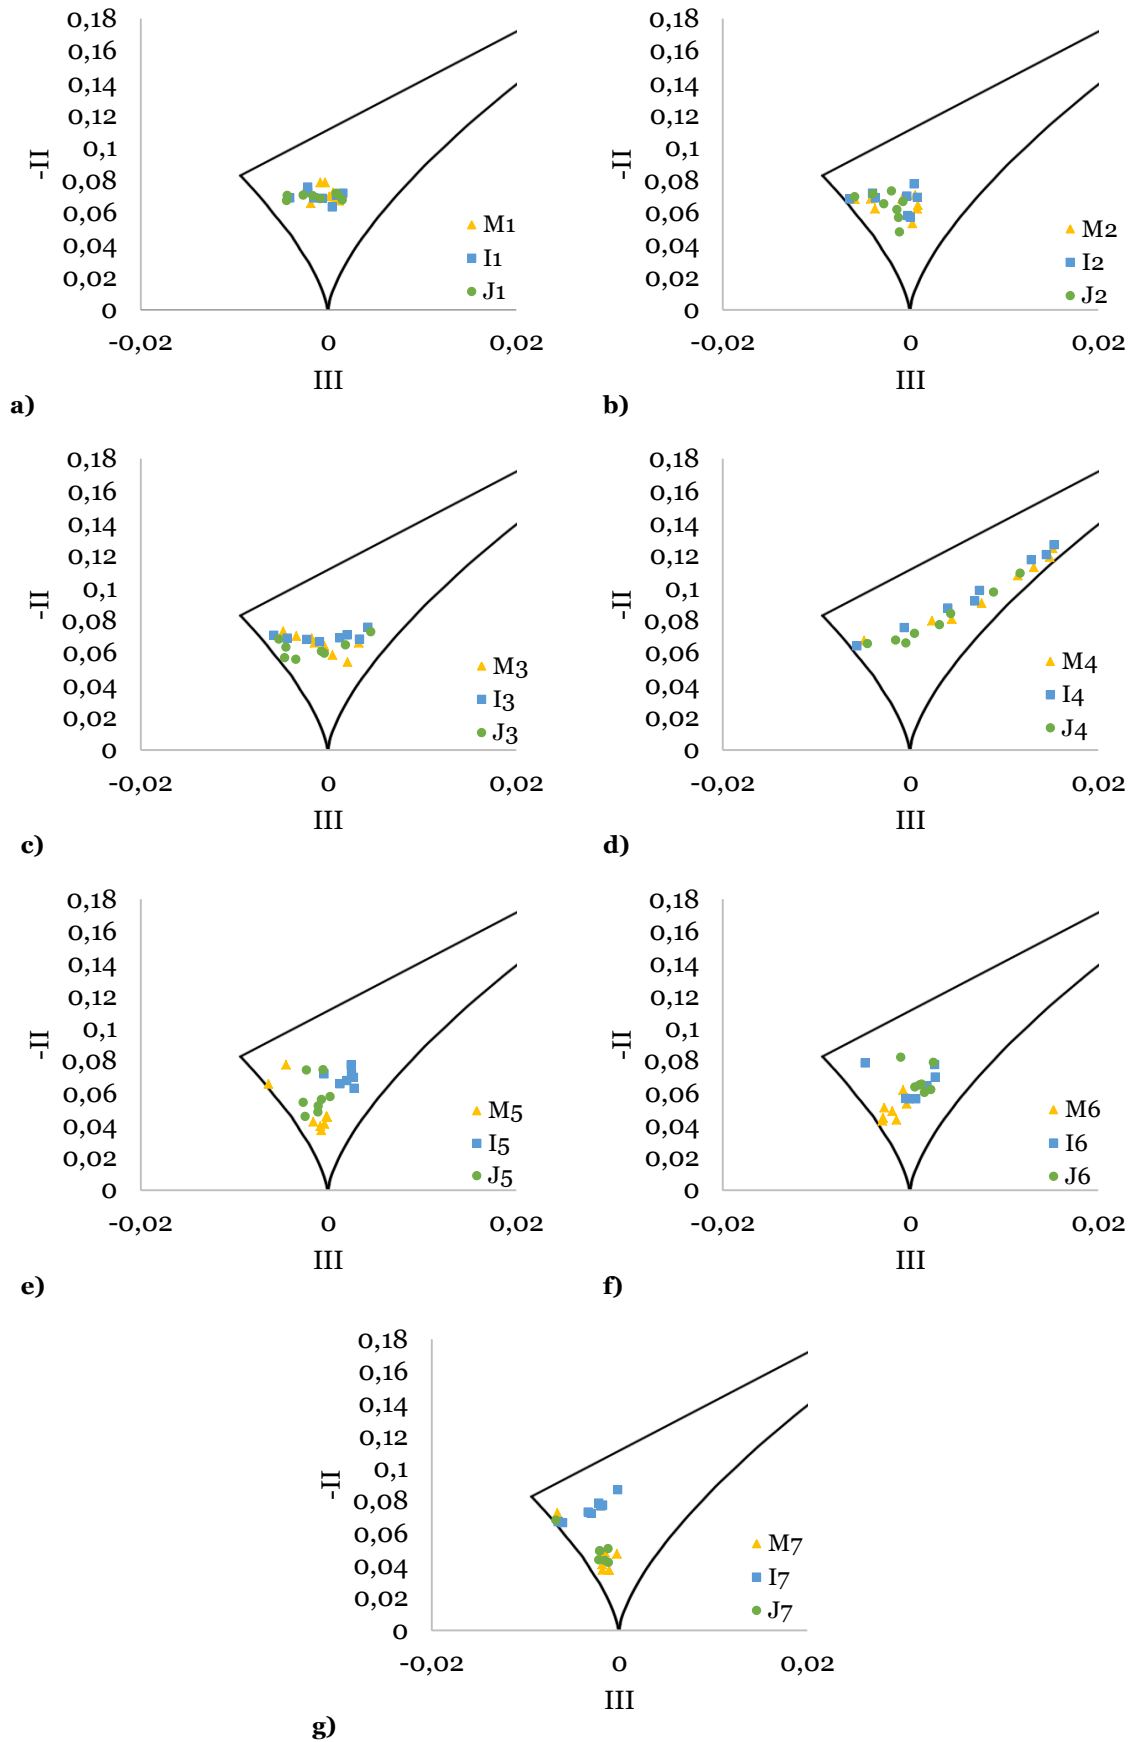 0,18
0,16
0,14
0,12
0,1
0,08
0,06
0,04
0,02
0
-II
-0,02 0 0,02
III
M1
I1
J1
a)
0,18
0,16
0,14
0,12
0,1
0,08
0,06
0,04
0,02
0
-II
-0,02 0 0,02
III
M2
I2
J2
b)
0,18
0,16
0,14
0,12
0,1
0,08
0,06
0,04
0,02
0
-II
-0,02 0 0,02
III
M3
I3
J3
c)
0,18
0,16
0,14
0,12
0,1
0,08
0,06
0,04
0,02
0
-II
-0,02 0 0,02
III
M4
I4
J4
d)
0,18
0,16
0,14
0,12
0,1
0,08
0,06
0,04
0,02
0
-II
-0,02 0 0,02
III
M5
I5
J5
e)
0,18
0,16
0,14
0,12
0,1
0,08
0,06
0,04
0,02
0
-II
-0,02 0 0,02
III
M6
I6
J6
f)
0,18
0,16
0,14
0,12
0,1
0,08
0,06
0,04
0,02
0
-II
-0,02 0 0,02
III
M7
I7
J7
g)